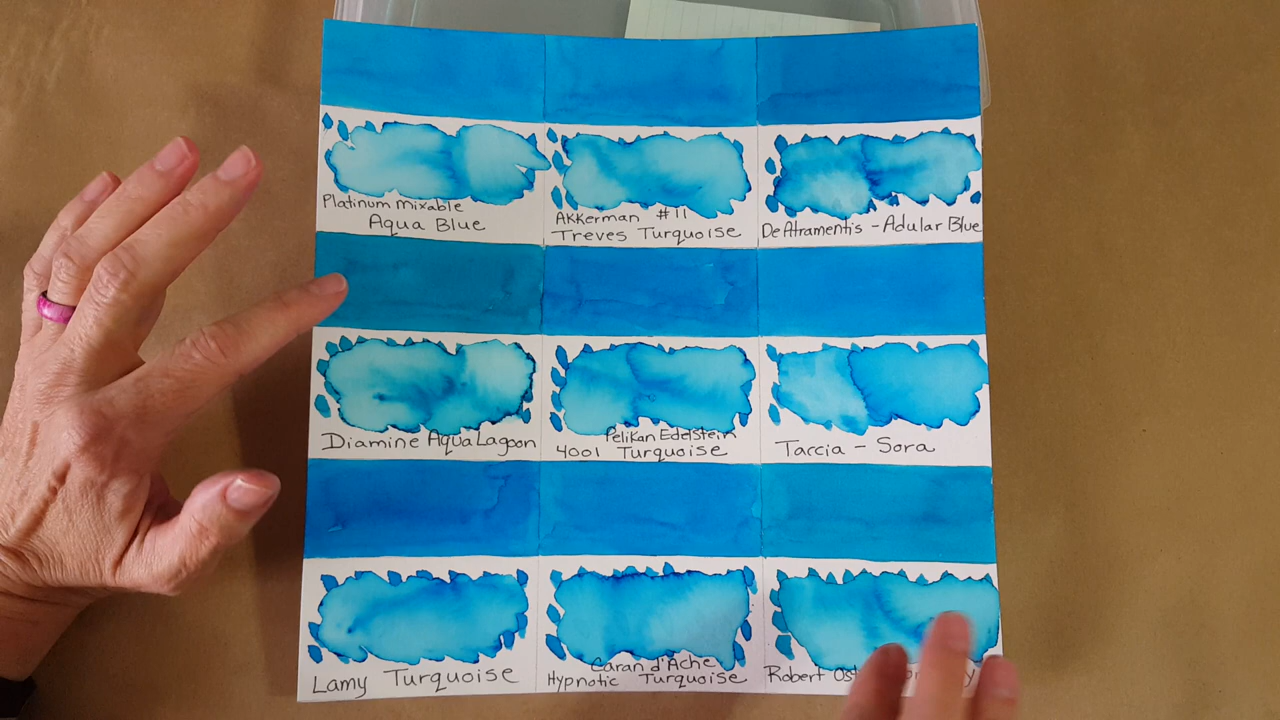 Platinum Mixable
Aqua Blue
Akkerman #11
Treves Turquoise
De Atramentis - Adular Blue
Diamine Aqua Lagoon
Pelikan Edelstein
4001 Turquoise
Taccia - Sora
Lamy Turquoise
Caran d'Ache
Hypnotic Turquoise
Robert